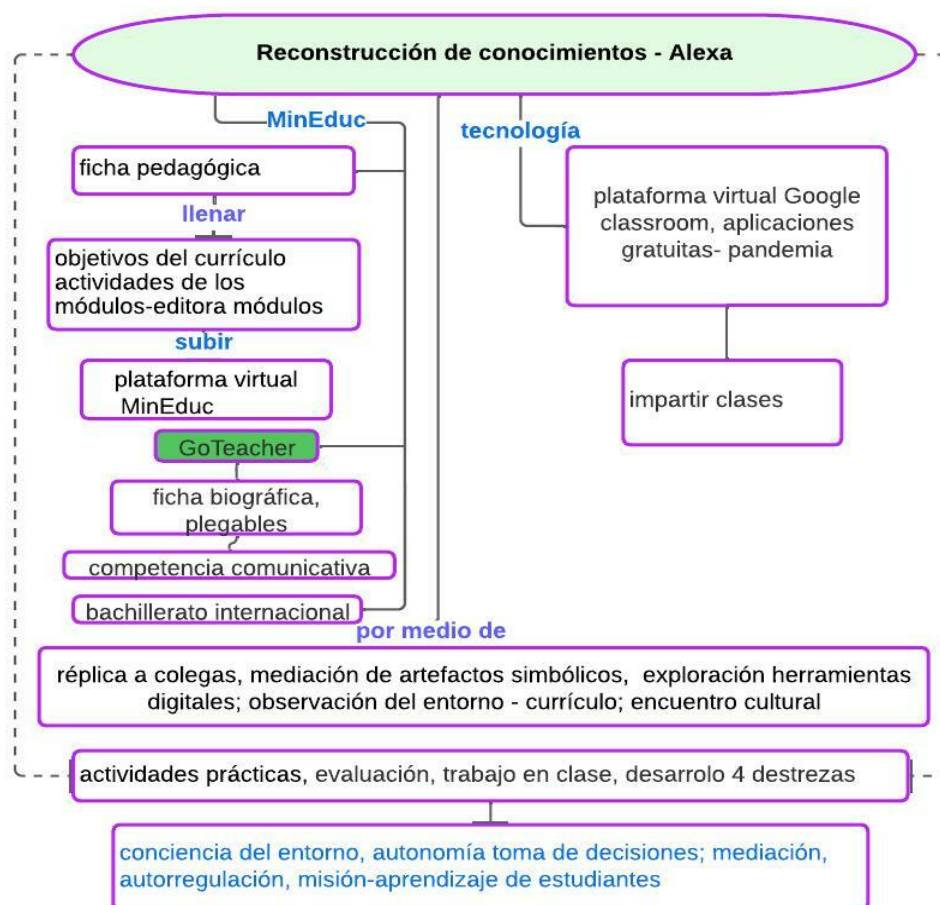 Reconstrucción de conocimientos - Alexa
MinEduc
ficha pedagógica
llenar
objetivos del currículo
actividades de los
módulos-editora módulos
subir
plataforma virtual
MinEduc
GoTeacher
ficha biográfica,
plegables
competencia comunicativa
bachillerato internacional
tecnología
plataforma virtual Google
classroom, aplicaciones
gratuitas- pandemia
impartir clases
por medio de
réplica a colegas, mediación de artefactos simbólicos, exploración herramientas
digitales; observación del entorno - currículo; encuentro cultural
actividades prácticas, evaluación, trabajo en clase, desarrolo 4 destrezas
conciencia del entorno, autonomía toma de decisiones; mediación,
autorregulación, misión-aprendizaje de estudiantes